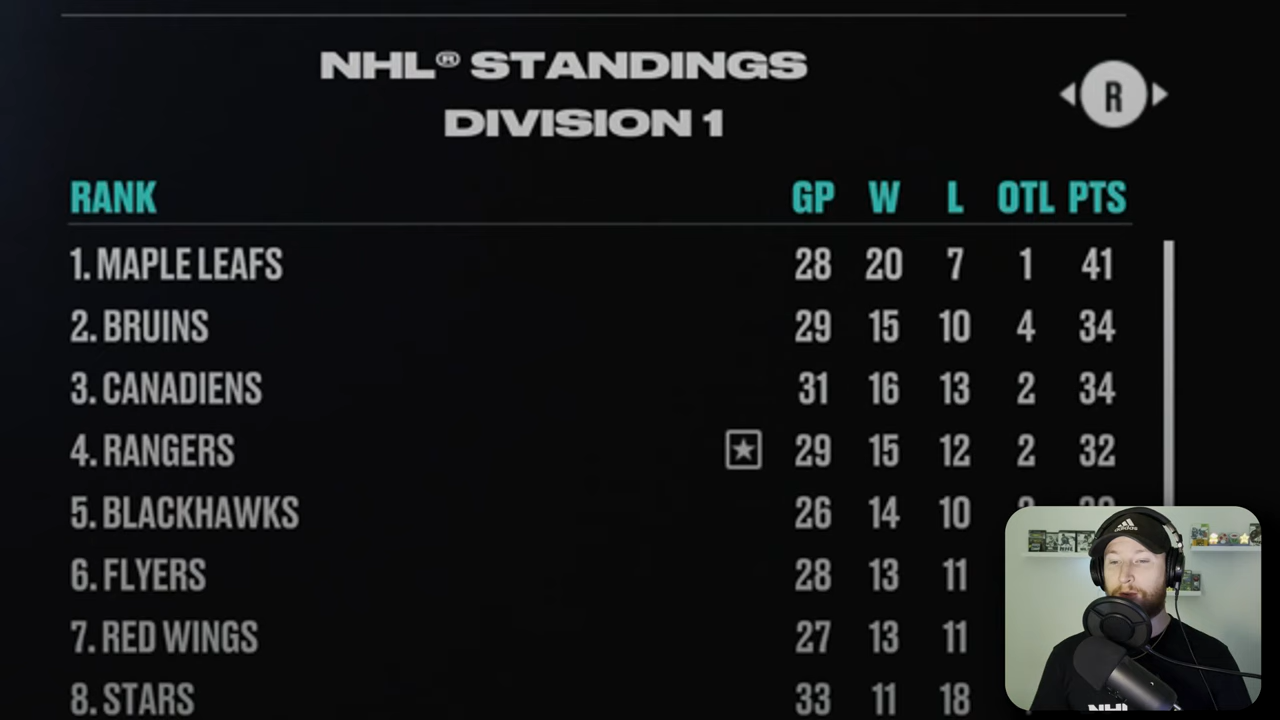 NHL® STANDINGS
DIVISION 1
R
RANK GP W L OTL PTS
1. MAPLE LEAFS 28 20 7 1 41
2. BRUINS 29 15 10 4 34
3. CANADIENS 31 16 13 2 34
4. RANGERS 29 15 12 2 32
5. BLACKHAWKS 26 14 10
6. FLYERS 28 13 11
7. RED WINGS 27 13 11
8. STARS 33 11 18
adidas
NHL